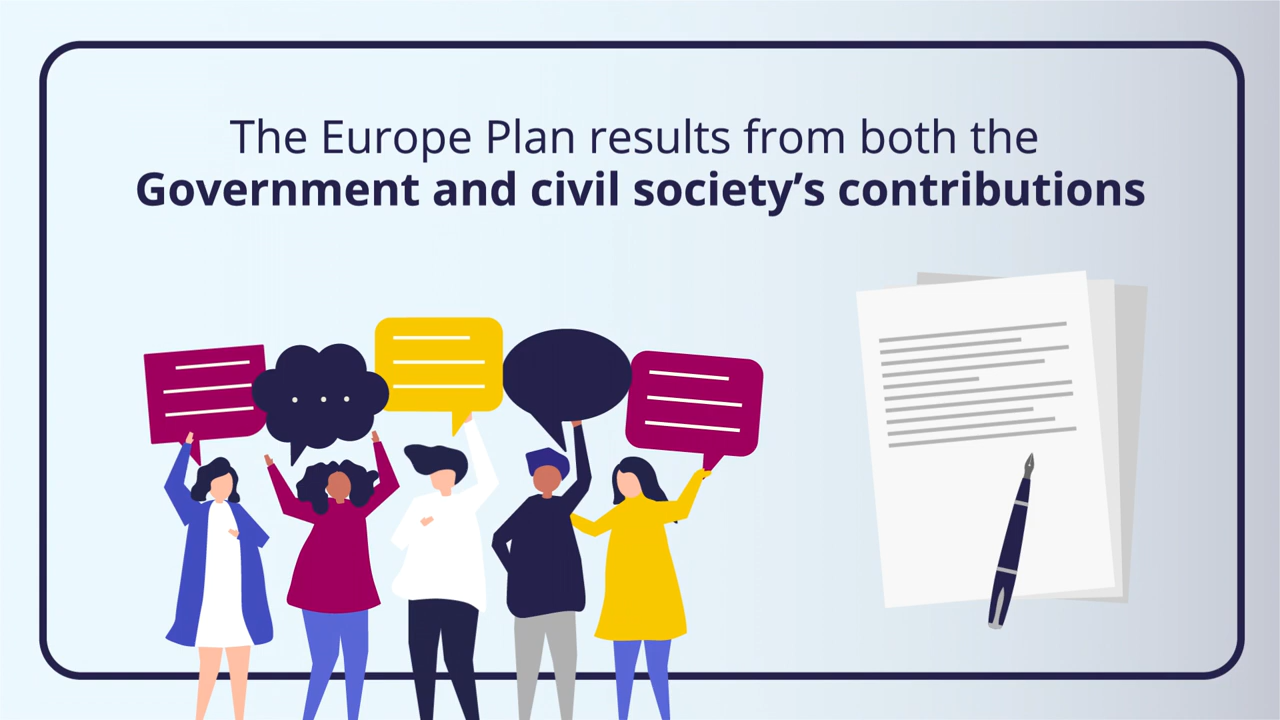 The Europe Plan results from both the
Government and civil society’s contributions